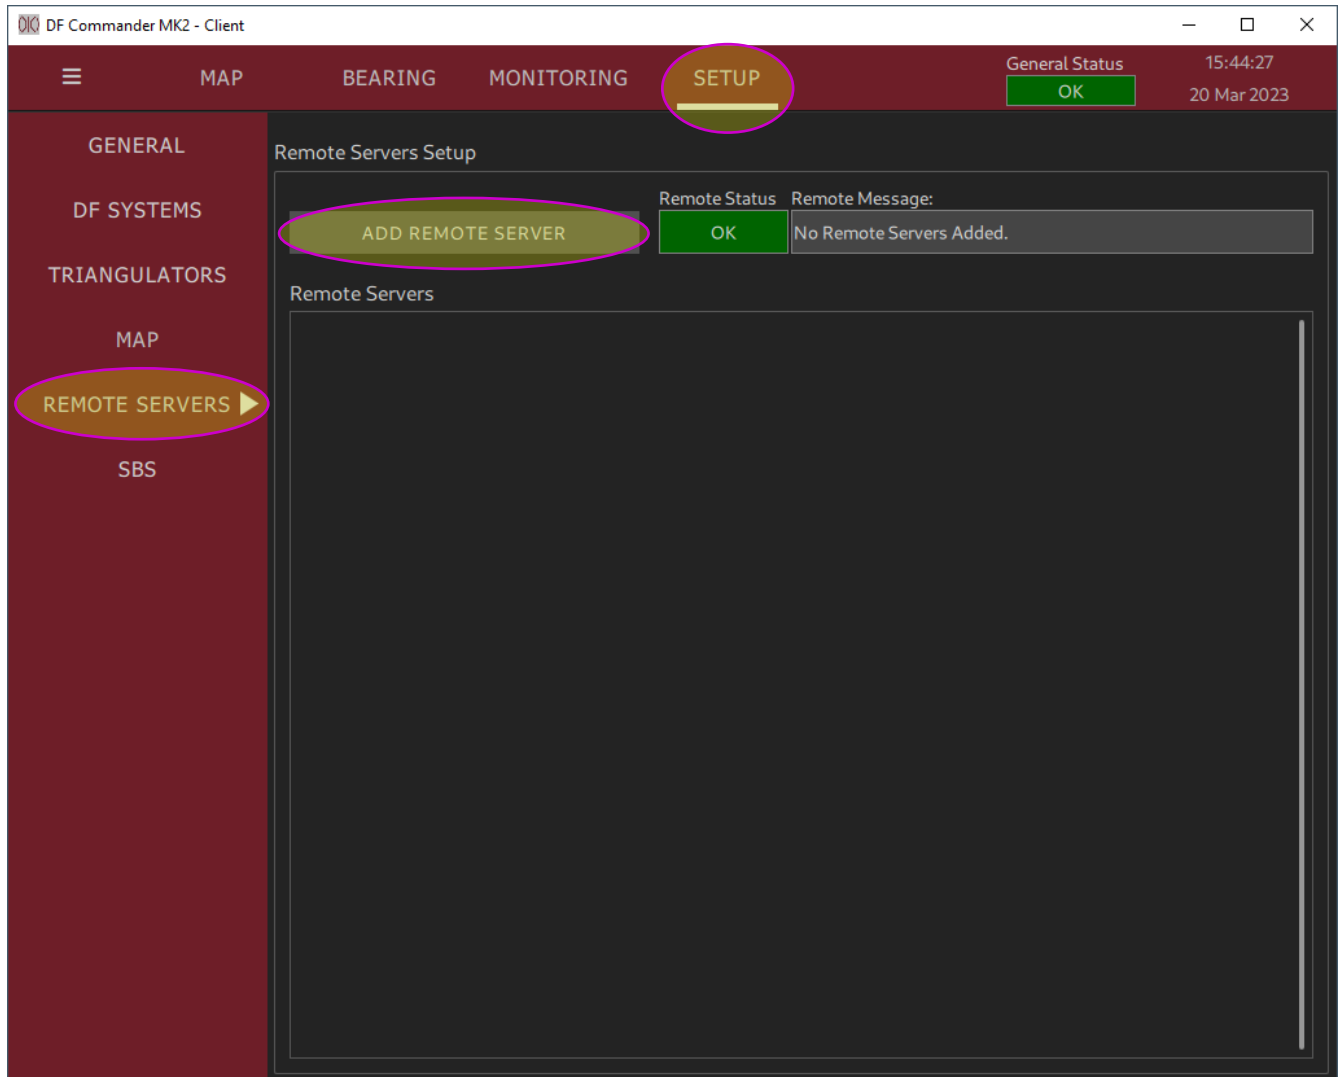 DF Commander MK2 - Client
MAP BEARING MONITORING SETUP
General Status
OK
15:44:27
20 Mar 2023
GENERAL
DF SYSTEMS
TRIANGULATORS
MAP
REMOTE SERVERS
SBS
Remote Servers Setup
ADD REMOTE SERVER
Remote Status
OK
Remote Message:
No Remote Servers Added.
Remote Servers